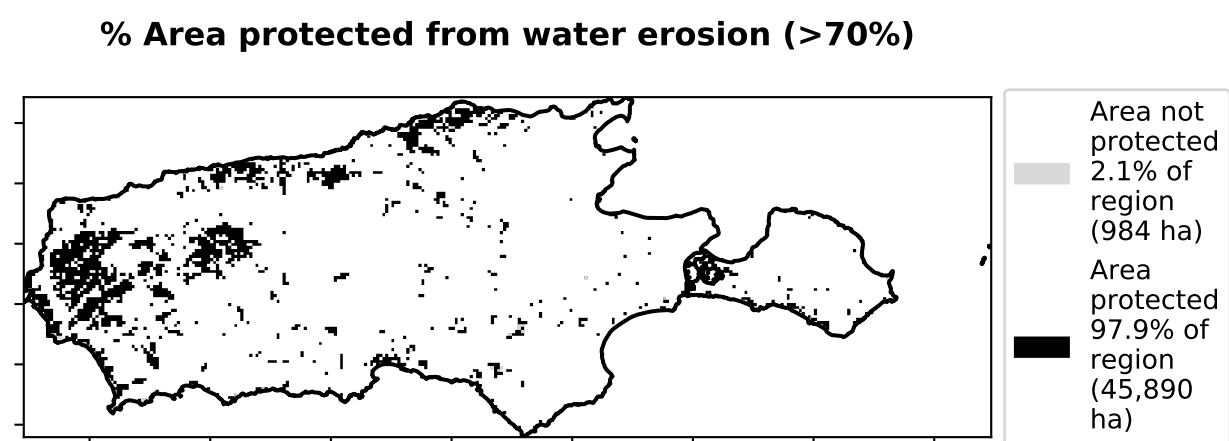 % Area protected from water erosion (>70%)
Area not
protected
2.1% of
region
(984 ha)
Area
protected
97.9% of
region
(45,890
ha)